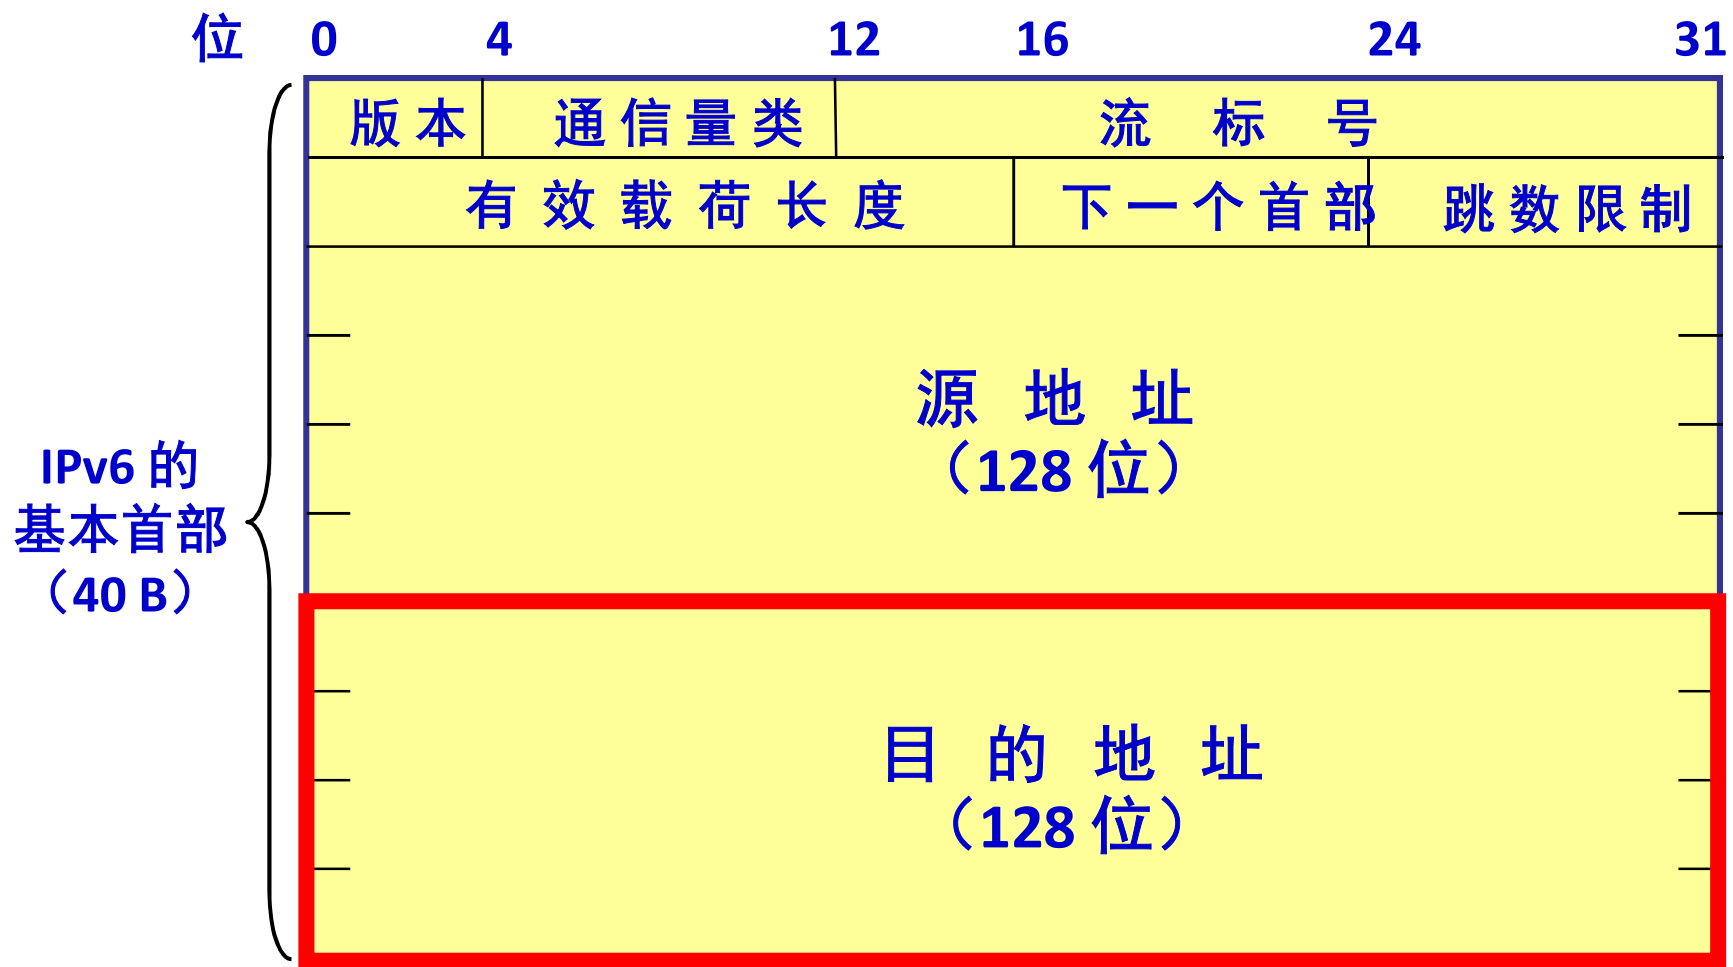 位 0 4 12 16 24 31
版本 通信量类 流标号
有效载荷长度 下一个首部 跳数限制
源地址
（128 位）
IPv6 的
基本首部
（40 B）
目的地址
（128 位）